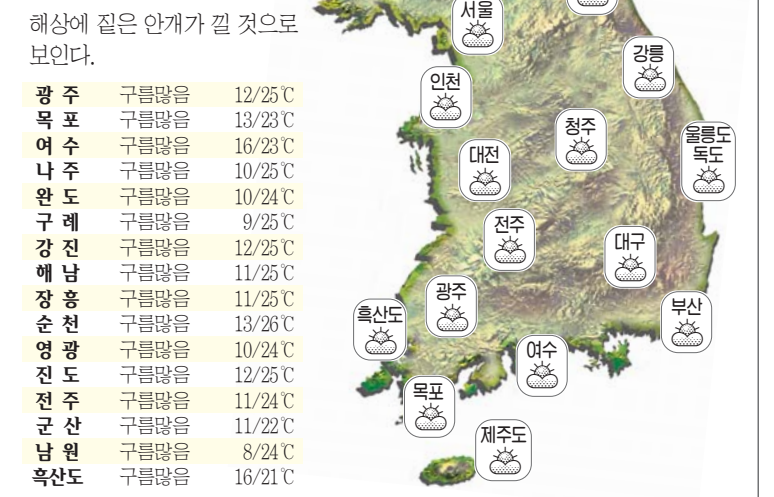 해상에 짙은 안개가 낄 것으로
보인다.
광 주 구름많음 12/25℃
목 포 구름많음 13/23℃
여 수 구름많음 16/23℃
나 주 구름많음 10/25℃
완 도 구름많음 10/24℃
구 례 구름많음 9/25℃
강 진 구름많음 12/25℃
해 남 구름많음 11/25℃
장 흥 구름많음 11/25℃
순 천 구름많음 13/26℃
영 광 구름많음 10/24℃
진 도 구름많음 12/25℃
전 주 구름많음 11/24℃
군 산 구름많음 11/22℃
남 원 구름많음 8/24℃
흑산도 구름많음 16/21℃
서울
강릉
인천
청주
울릉도
독도
대전
전주
대구
광주
흑산도
부산
여수
목포
제주도